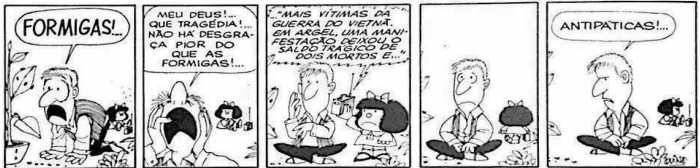 FORMIGAS!...
MEU DEUS!...
QUE TRAGÉDIA!...
NÃO HÁ DESGRA-
ÇA PIOR DO
QUE AS
FORMIGAS!...
"MAIS VÍTIMAS DA
GUERRA DO VIETNÃ.
EM ARGEL, UMA MANI-
FESTAÇÃO DEIXOU O
SALDO TRÁGICO DE
DOIS MORTOS E..."
ANTIPÁTICAS!...